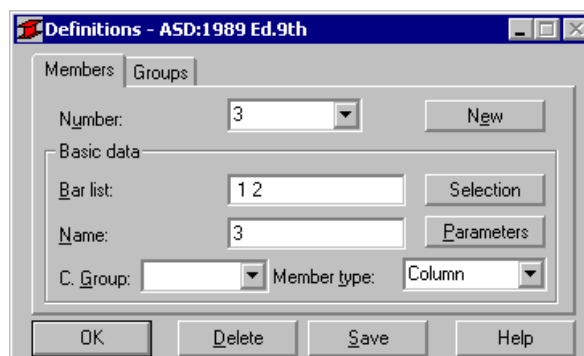 Definitions - ASD:1989 Ed.9th
Members Groups
Number: 3 New
Basic data
Bar list: 1 2 Selection
Name: 3 Parameters
C. Group: Member type: Column
OK Delete Save Help